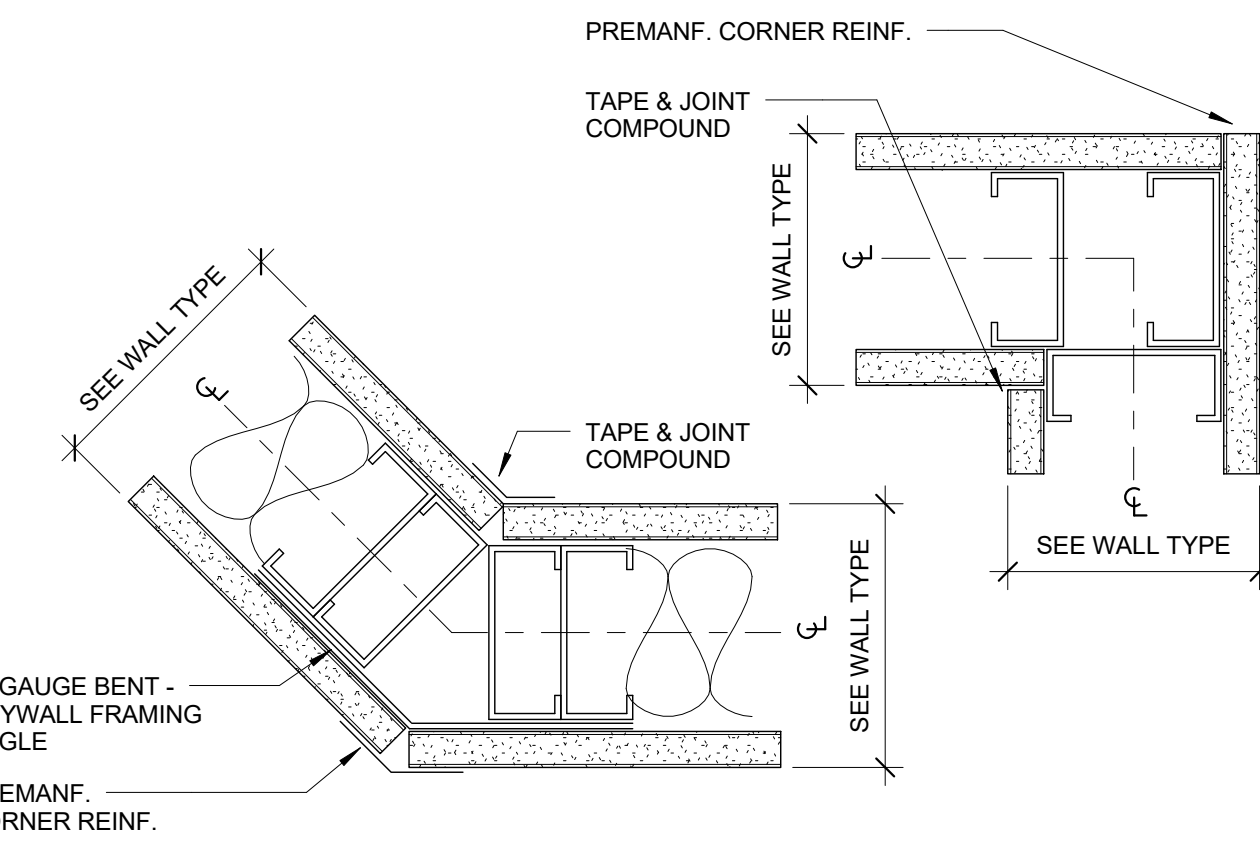 PREMANF. CORNER REINF.
TAPE & JOINT
COMPOUND
SEE WALL TYPE
℄
℄
SEE WALL TYPE
SEE WALL TYPE
℄
TAPE & JOINT
COMPOUND
℄
SEE WALL TYPE
GAUGE BENT -
YWALL FRAMING
GLE
EMANF.
ORNER REINF.